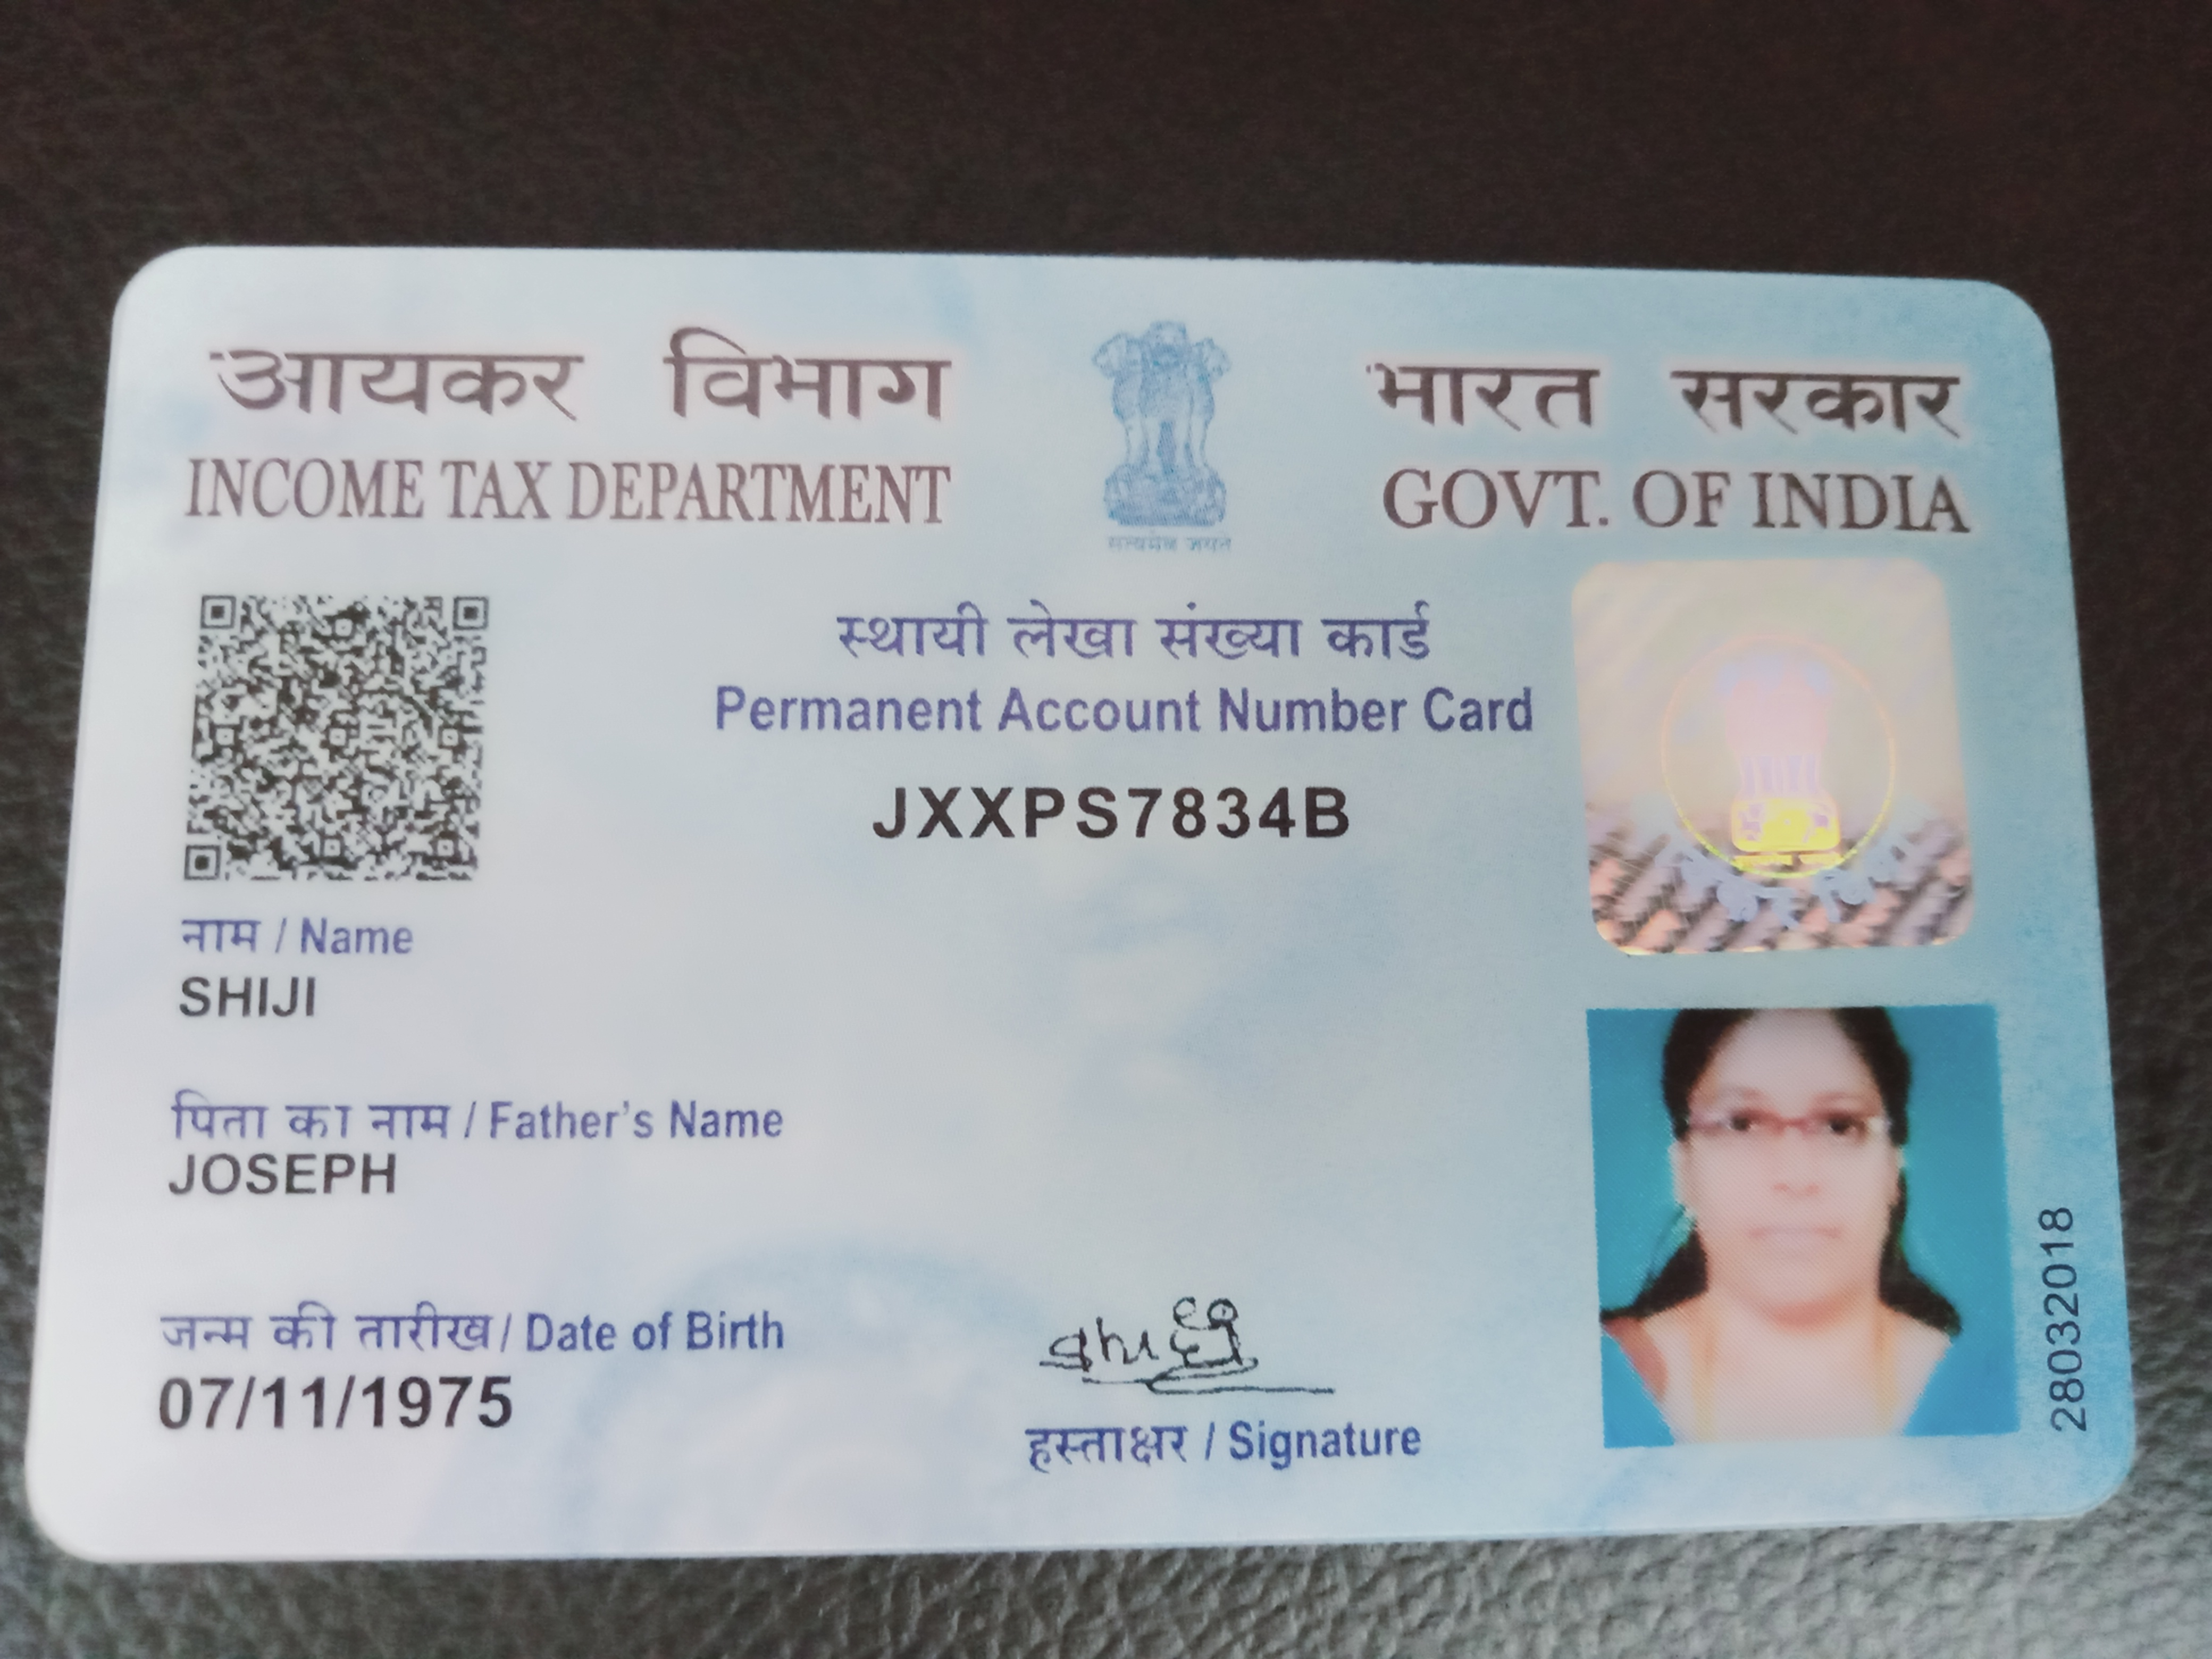 आयकर विभाग
INCOME TAX DEPARTMENT
भारत सरकार
GOVT. OF INDIA
सत्यमेव जयते
स्थायी लेखा संख्या कार्ड
Permanent Account Number Card
JXXPS7834B
नाम / Name
SHIJI
पिता का नाम / Father's Name
JOSEPH
जन्म की तारीख / Date of Birth
07/11/1975
हस्ताक्षर / Signature
28032018